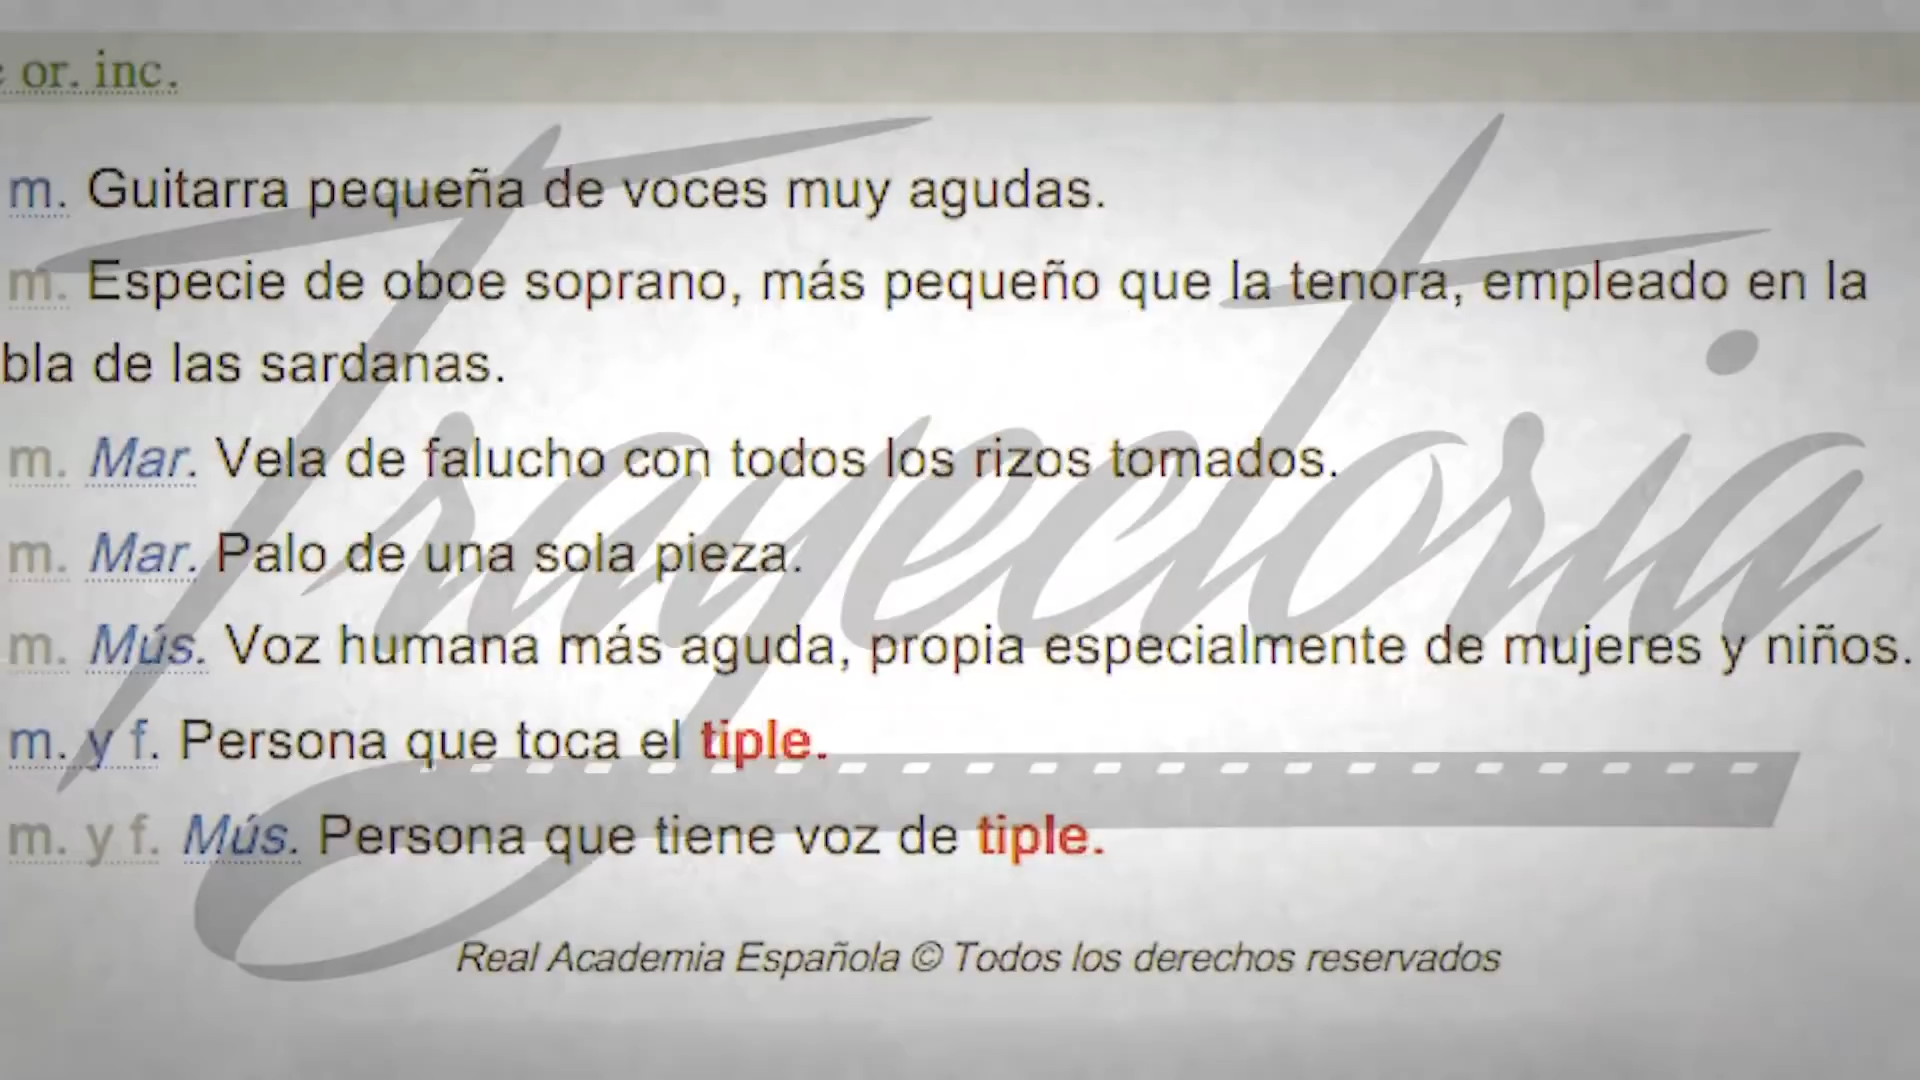 or. inc.
m. Guitarra pequeña de voces muy agudas.
m. Especie de oboe soprano, más pequeño que la tenora, empleado en la
bla de las sardanas.
m. Mar. Vela de falucho con todos los rizos tomados.
m. Mar. Palo de una sola pieza.
m. Mús. Voz humana más aguda, propia especialmente de mujeres y niños.
m. y f. Persona que toca el tiple.
m. y f. Mús. Persona que tiene voz de tiple.
Real Academia Española © Todos los derechos reservados
Trayectoria